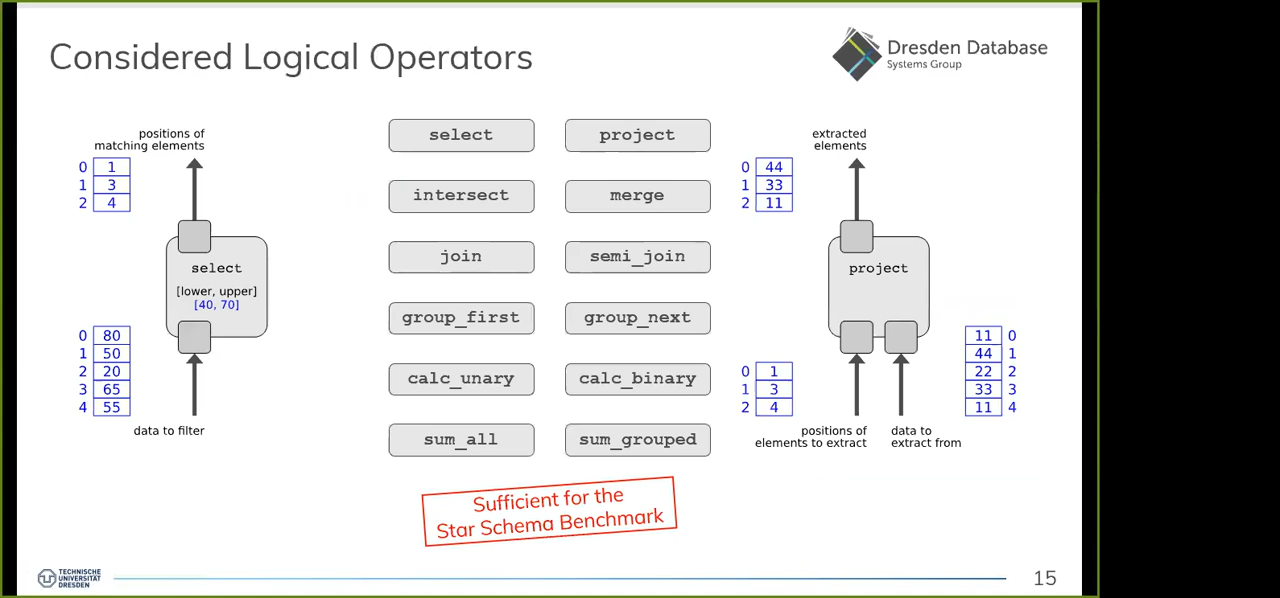 Considered Logical Operators
Dresden Database
Systems Group
positions of
matching elements
0 1
1 3
2 4
select
[lower, upper]
[40, 70]
0 80
1 50
2 20
3 65
4 55
data to filter
select project
intersect merge
join semi_join
group_first group_next
calc_unary calc_binary
sum_all sum_grouped
Sufficient for the
Star Schema Benchmark
extracted
elements
0 44
1 33
2 11
project
0 1
1 3
2 4
positions of
elements to extract
11 0
44 1
22 2
33 3
11 4
data to
extract from
TECHNISCHE
UNIVERSITÄT
DRESDEN
15